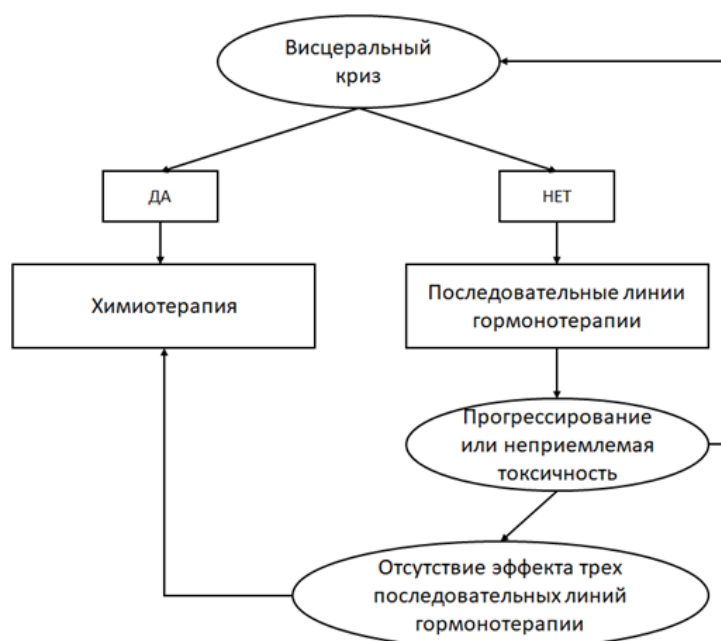 Висцеральный
криз
ДА
НЕТ
Химиотерапия
Последовательные линии
гормонотерапии
Прогрессирование
или неприемлемая
токсичность
Отсутствие эффекта трех
последовательных линий
гормонотерапии